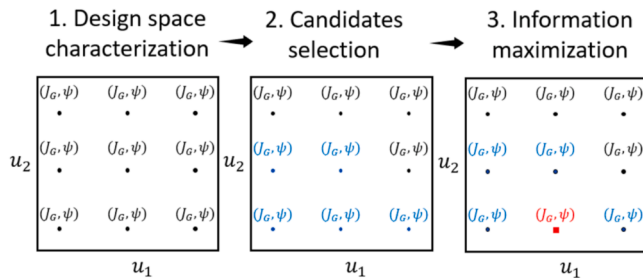 1. Design space characterization
2. Candidates selection
3. Information maximization
(J_G, ψ) (J_G, ψ) (J_G, ψ)
(J_G, ψ) (J_G, ψ) (J_G, ψ)
(J_G, ψ) (J_G, ψ) (J_G, ψ)
u_2
u_1
(J_G, ψ) (J_G, ψ) (J_G, ψ)
(J_G, ψ) (J_G, ψ) (J_G, ψ)
(J_G, ψ) (J_G, ψ) (J_G, ψ)
u_2
u_1
(J_G, ψ) (J_G, ψ) (J_G, ψ)
(J_G, ψ) (J_G, ψ) (J_G, ψ)
(J_G, ψ) (J_G, ψ) (J_G, ψ)
u_2
u_1